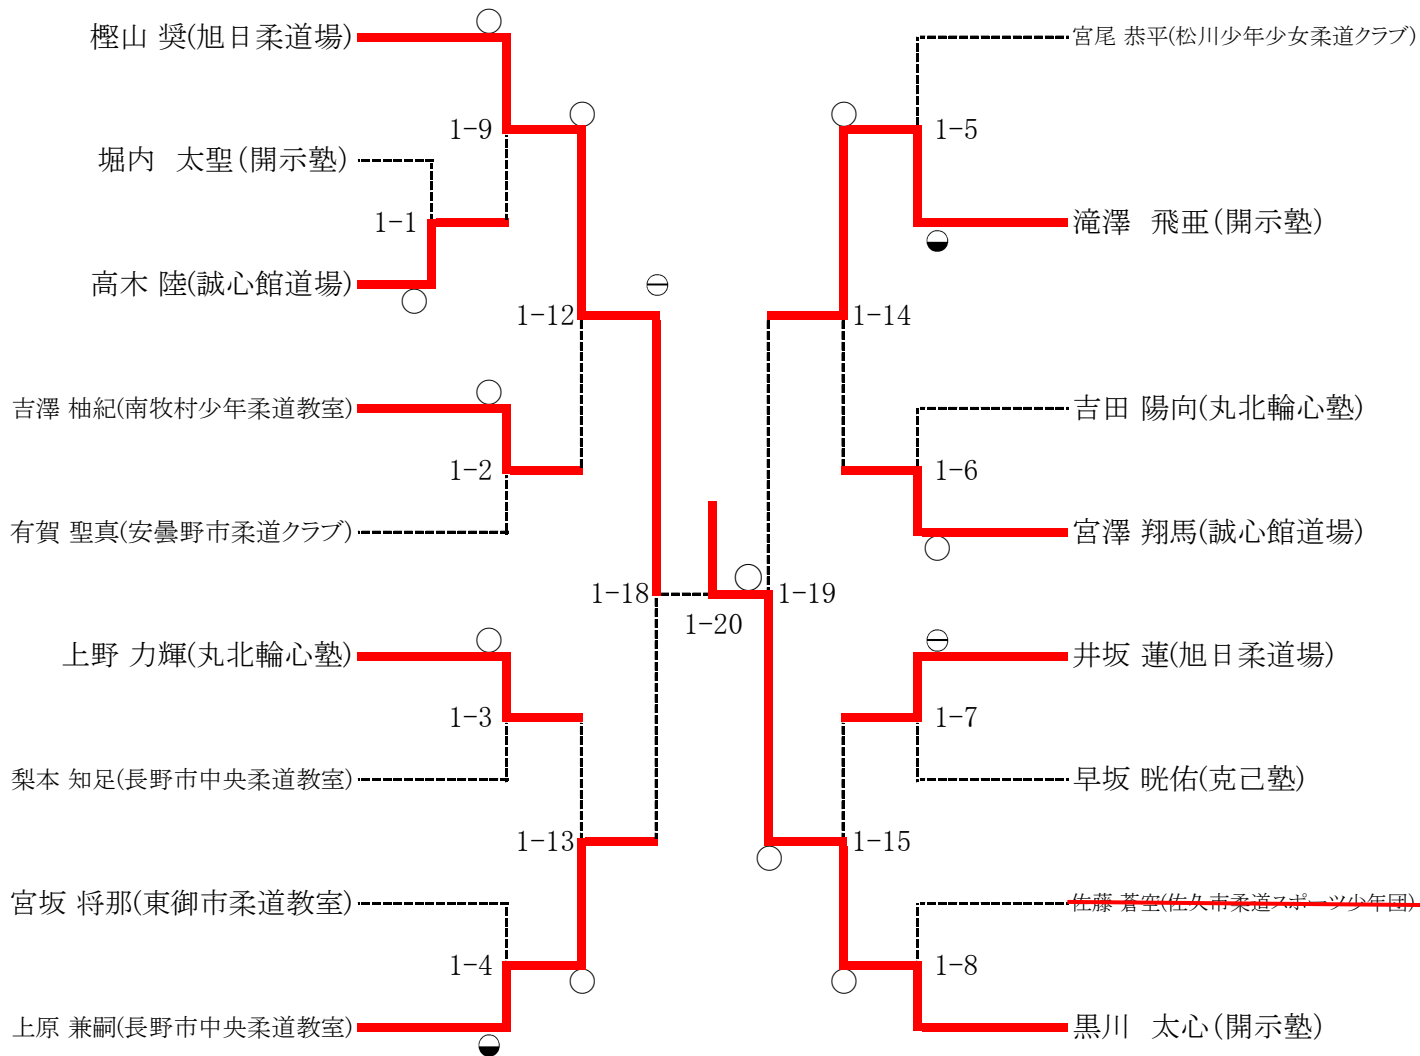 樫山 奨(旭日柔道場)
宮尾 恭平(松川少年少女柔道クラブ)
1-9
1-5
堀内　太聖(開示塾)
1-1
滝澤　飛亜(開示塾)
高木 陸(誠心館道場)
1-12
1-14
吉澤 柚紀(南牧村少年柔道教室)
吉田 陽向(丸北輪心塾)
1-2
1-6
有賀 聖真(安曇野市柔道クラブ)
宮澤 翔馬(誠心館道場)
1-18
1-19
1-20
上野 力輝(丸北輪心塾)
井坂 蓮(旭日柔道場)
1-3
1-7
梨本 知足(長野市中央柔道教室)
早坂 晄佑(克己塾)
1-13
1-15
宮坂 将那(東御市柔道教室)
佐藤 蒼空(佐久市柔道スポーツ少年団)
1-4
1-8
上原 兼嗣(長野市中央柔道教室)
黒川　太心(開示塾)